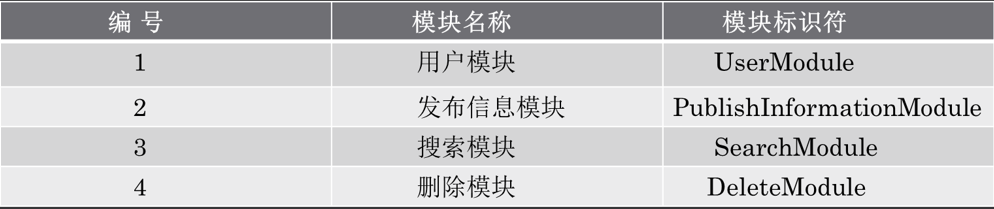 编 号 模块名称 模块标识符
1 用户模块 UserModule
2 发布信息模块 PublishInformationModule
3 搜索模块 SearchModule
4 删除模块 DeleteModule